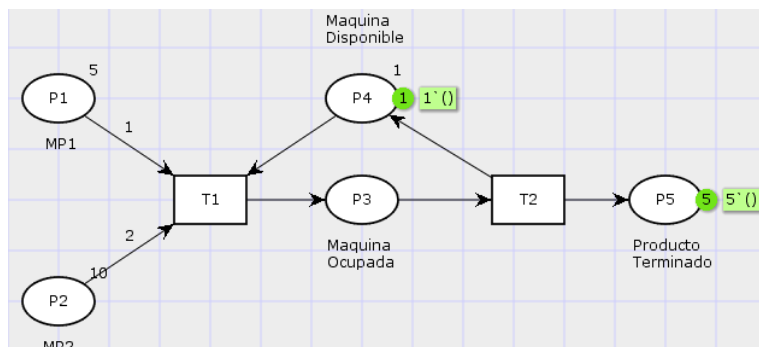 Maquina
Disponible
5
1
P1
P4
1
1`()
1
MP1
T1
P3
T2
P5
5
5`()
2
Maquina
Ocupada
Producto
Terminado
10
P2
MP2